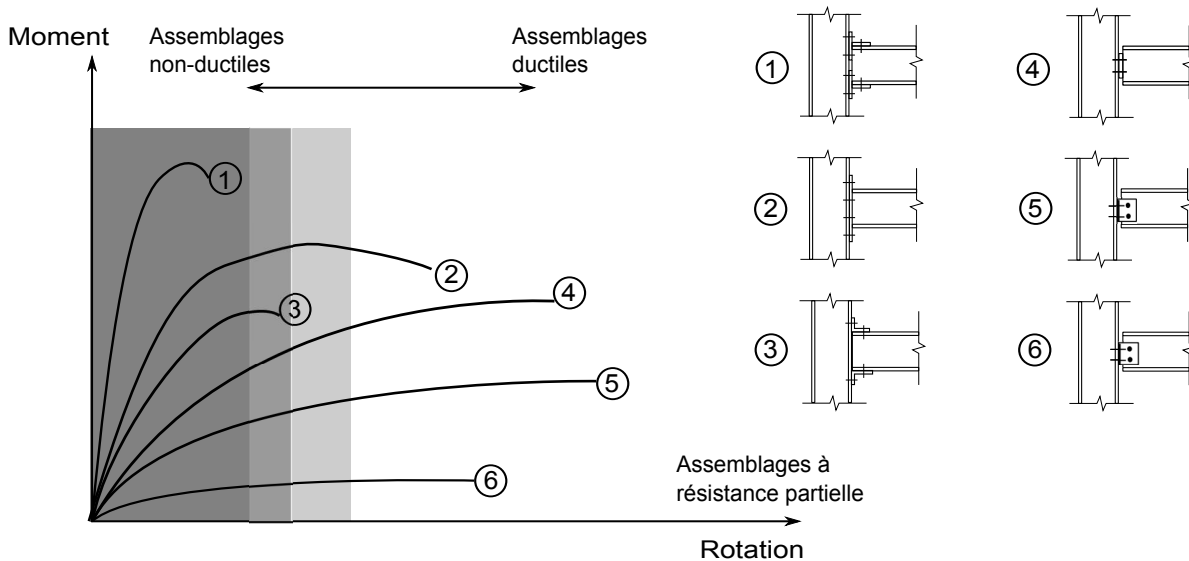 Moment
Assemblages
non-ductiles
Assemblages
ductiles
1
2
3
4
5
6
Assemblages à
résistance partielle
Rotation
1
2
3
4
5
6